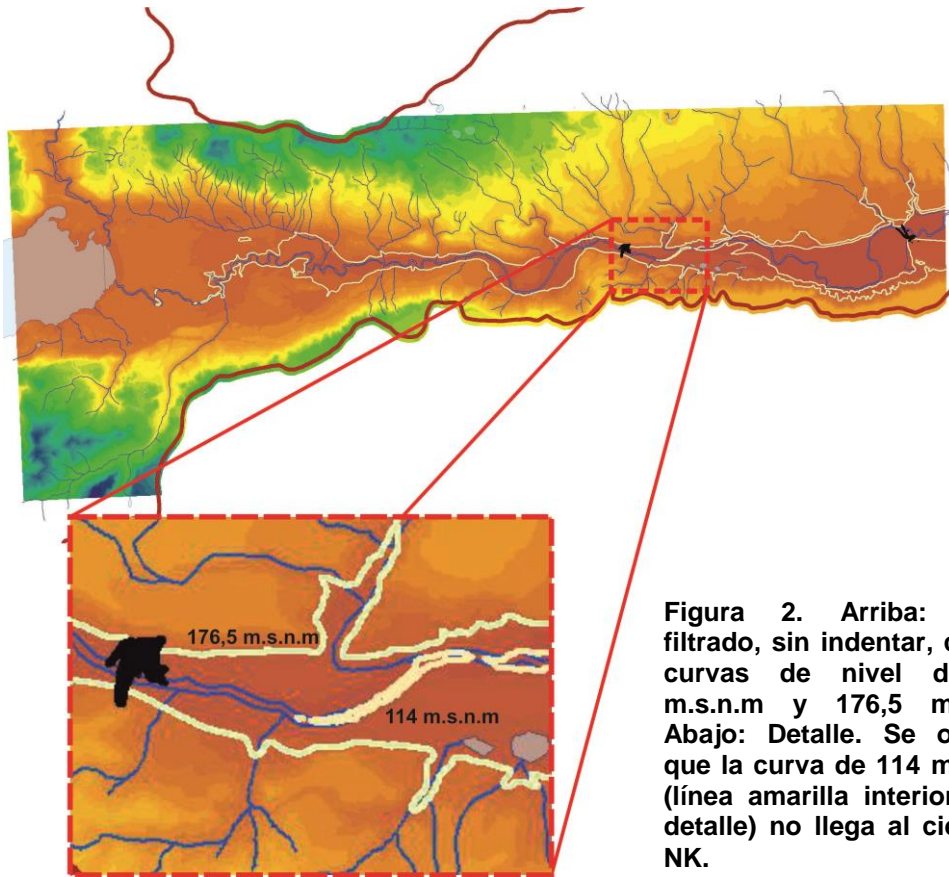 176,5 m.s.n.m
114 m.s.n.m
Figura 2. Arriba:
filtrado, sin indentar,
curvas de nivel
m.s.n.m y 176,5
Abajo: Detalle. Se
que la curva de 114
(línea amarilla
detalle) no llega al
NK.